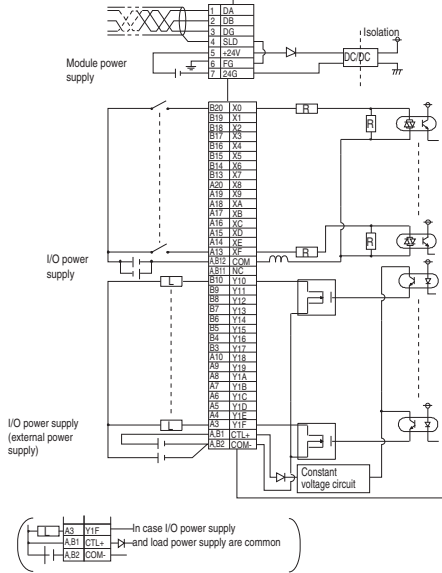 1 DA
2 DB
3 DG
4 SLD
5 +24V
6 FG
7 24G
Isolation
DC/DC
Module power
supply
B20 X0
B19 X1
B18 X2
B17 X3
B16 X4
B15 X5
B14 X6
B13 X7
A20 X8
A19 X9
A18 XA
A17 XB
A16 XC
A15 XD
A14 XE
A13 XF
A,B12 COM
A,B11 NC
B10 Y10
B9 Y11
B8 Y12
B7 Y13
B6 Y14
B5 Y15
B4 Y16
B3 Y17
A10 Y18
A9 Y19
A8 Y1A
A7 Y1B
A6 Y1C
A5 Y1D
A4 Y1E
A3 Y1F
A,B1 CTL+
A,B2 COM-
R
R
R
R
I/O power
supply
L
L
I/O power supply
(external power
supply)
Constant
voltage circuit
L A3 Y1F In case I/O power supply
A,B1 CTL+ and load power supply are common
A,B2 COM-